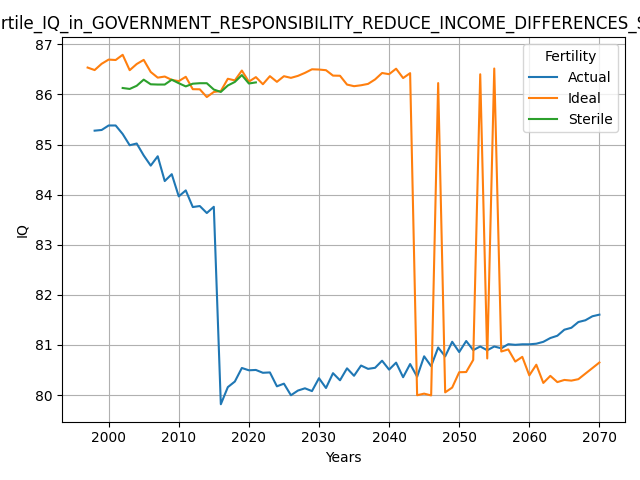 rtile_IQ_in_GOVERNMENT_RESPONSIBILITY_REDUCE_INCOME_DIFFERENCES_S
87
86
85
84
83
82
81
80
IQ
Fertility
Actual
Ideal
Sterile
2000 2010 2020 2030 2040 2050 2060 2070
Years